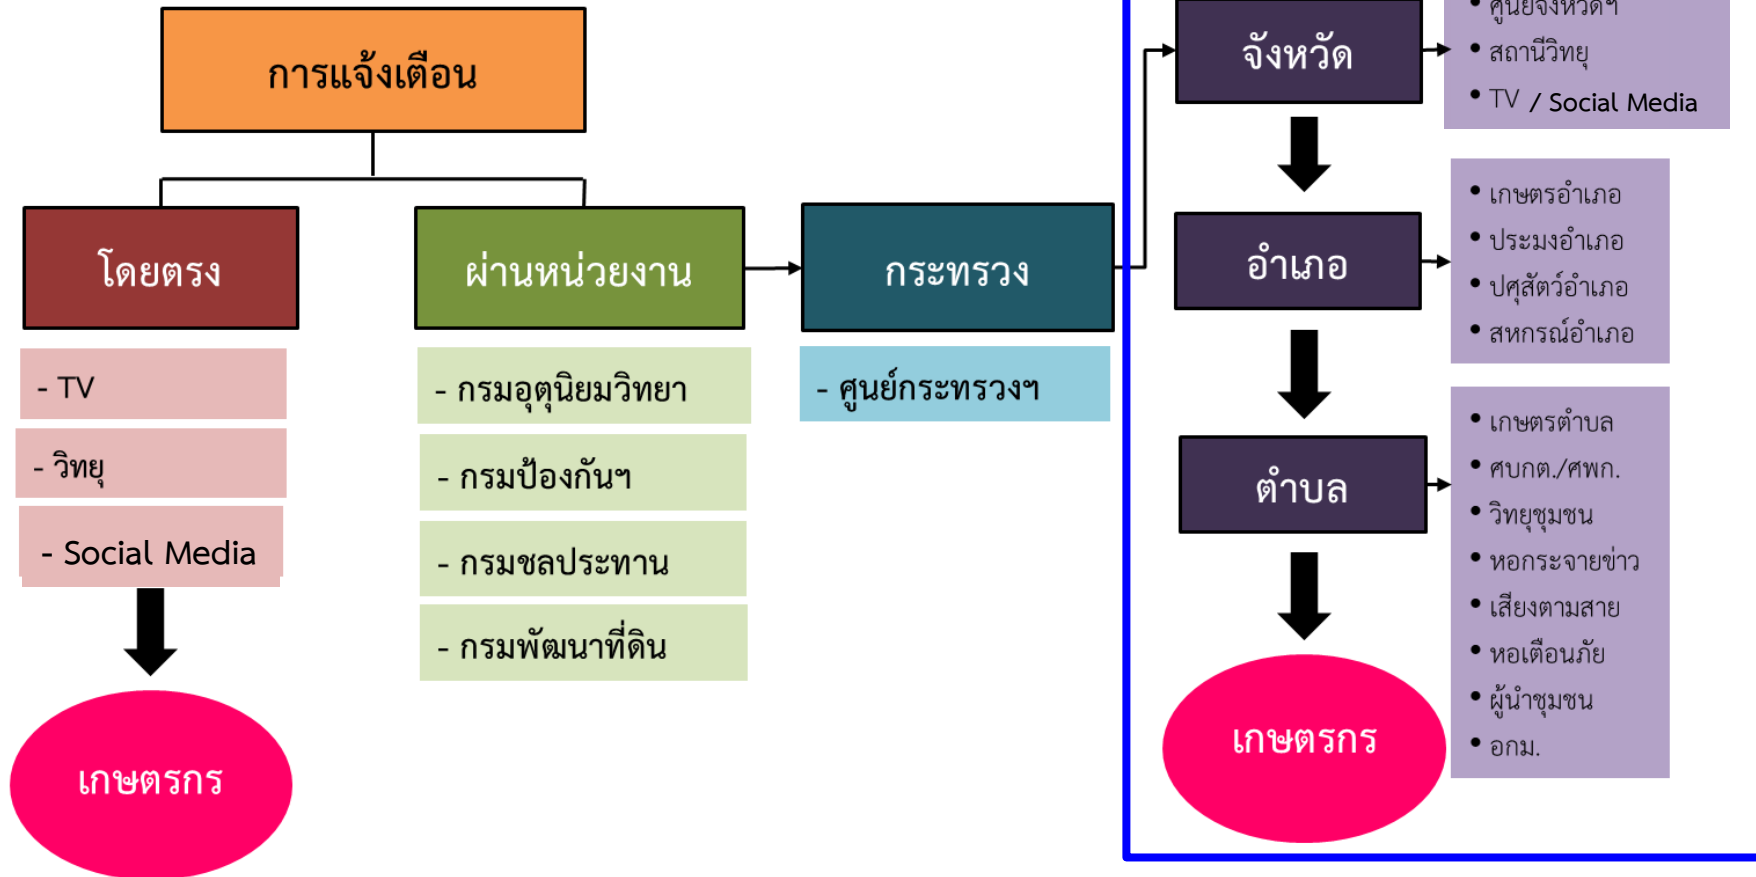 การแจ้งเตือน
โดยตรง
- TV
- วิทยุ
- Social Media
เกษตรกร
ผ่านหน่วยงาน
- กรมอุตุนิยมวิทยา
- กรมป้องกันฯ
- กรมชลประทาน
- กรมพัฒนาที่ดิน
กระทรวง
- ศูนย์กระทรวงฯ
จังหวัด
• ศูนย์จังหวัดฯ
• สถานีวิทยุ
• TV / Social Media
อำเภอ
• เกษตรอำเภอ
• ประมงอำเภอ
• ปศุสัตว์อำเภอ
• สหกรณ์อำเภอ
ตำบล
• เกษตรตำบล
• ศบกต./ศพก.
• วิทยุชุมชน
• หอกระจายข่าว
• เสียงตามสาย
• หอเตือนภัย
• ผู้นำชุมชน
• อกม.
เกษตรกร